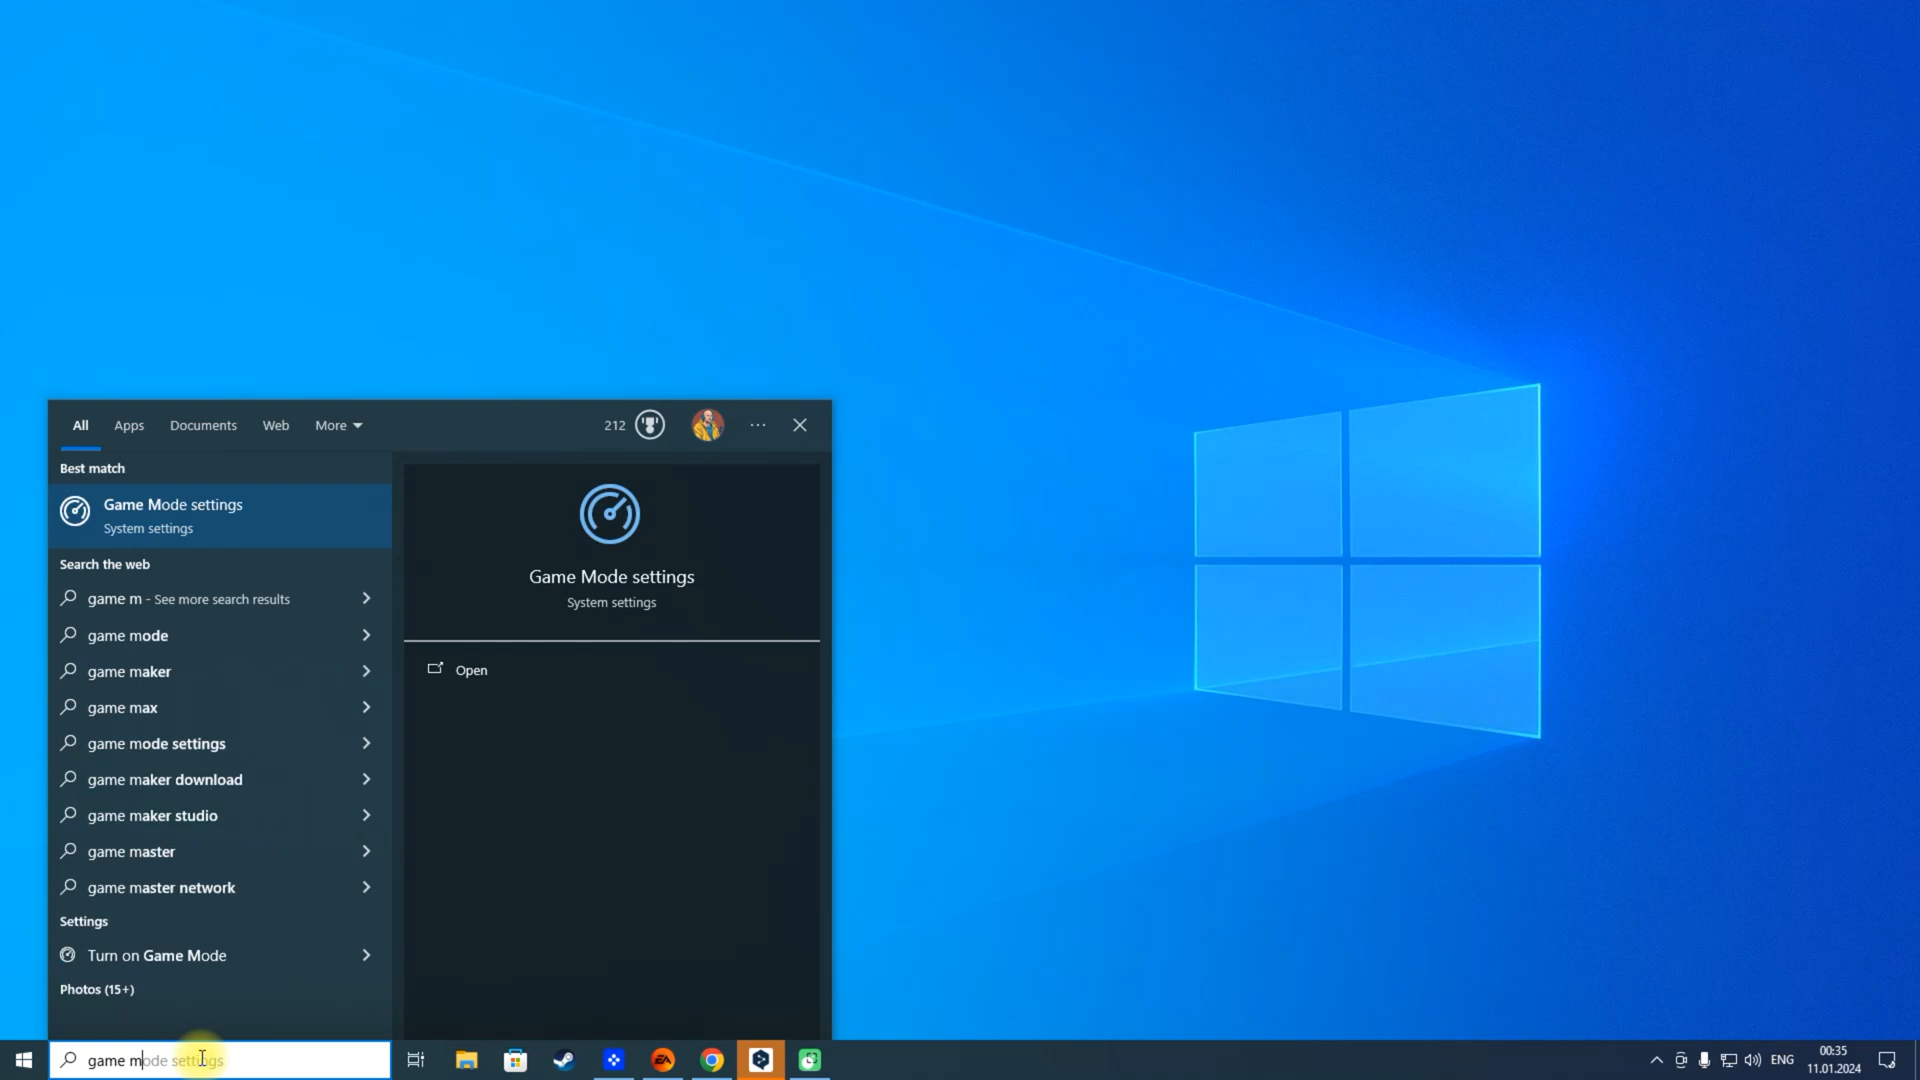 All Apps Documents Web More 212 ...
Best match
Game Mode settings
System settings
Search the web
game m - See more search results
game mode
game maker
game max
game mode settings
game maker download
game maker studio
game master
game master network
Settings
Turn on Game Mode
Photos (15+)
Game Mode settings
System settings
Open
game mode settings
EA
ENG
00:35
11.01.2024